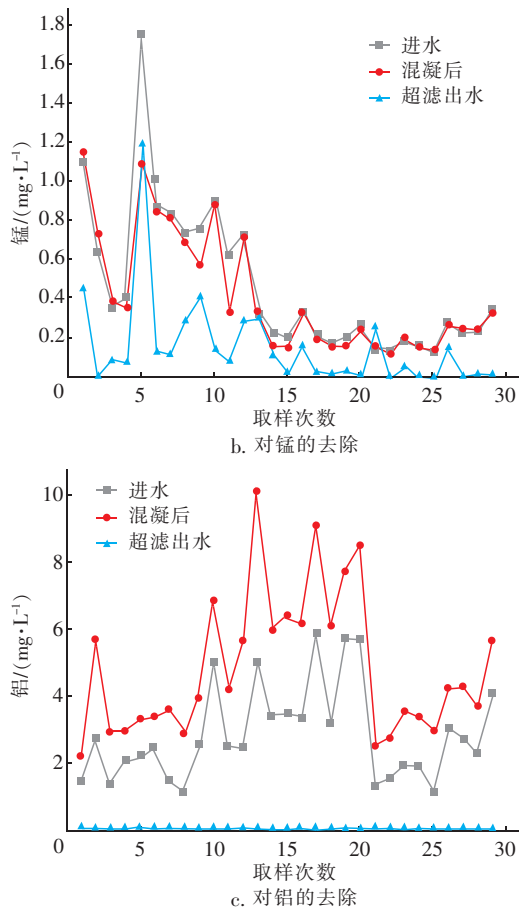 1.8
1.6
1.4
1.2
1.0
0.8
0.6
0.4
0.2
0
锰/(mg·L⁻¹)
进水
混凝后
超滤出水
5 10 15 20 25 30
取样次数
b. 对锰的去除
10
8
6
4
2
0
铝/(mg·L⁻¹)
进水
混凝后
超滤出水
5 10 15 20 25 30
取样次数
c. 对铝的去除